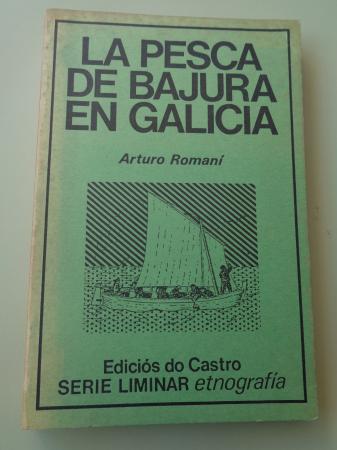 LA PESCA
DE BAJURA
EN GALICIA
Arturo Romaní
Ediciós do Castro
SERIE LIMINAR etnografía